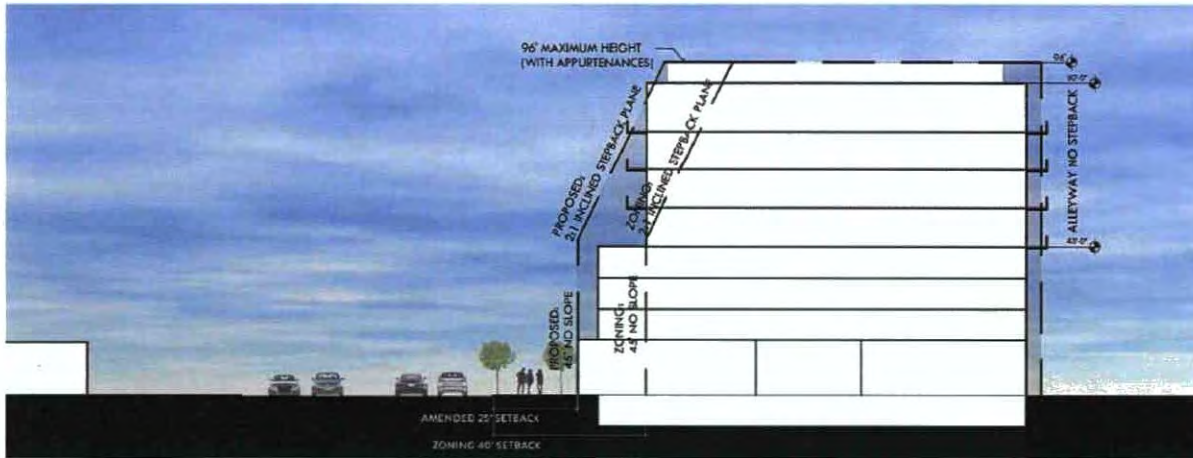 96' MAXIMUM HEIGHT
(WITH APPURTENANCES)
96'
90'-0"
PROPOSED:
2:1 INCLINED STEPBACK PLANE
ZONING:
2:1 INCLINED STEPBACK PLANE
ALLEYWAY NO STEPBACK
45'-0"
PROPOSED:
45' NO SLOPE
ZONING:
45' NO SLOPE
AMENDED 25' SETBACK
ZONING 40' SETBACK